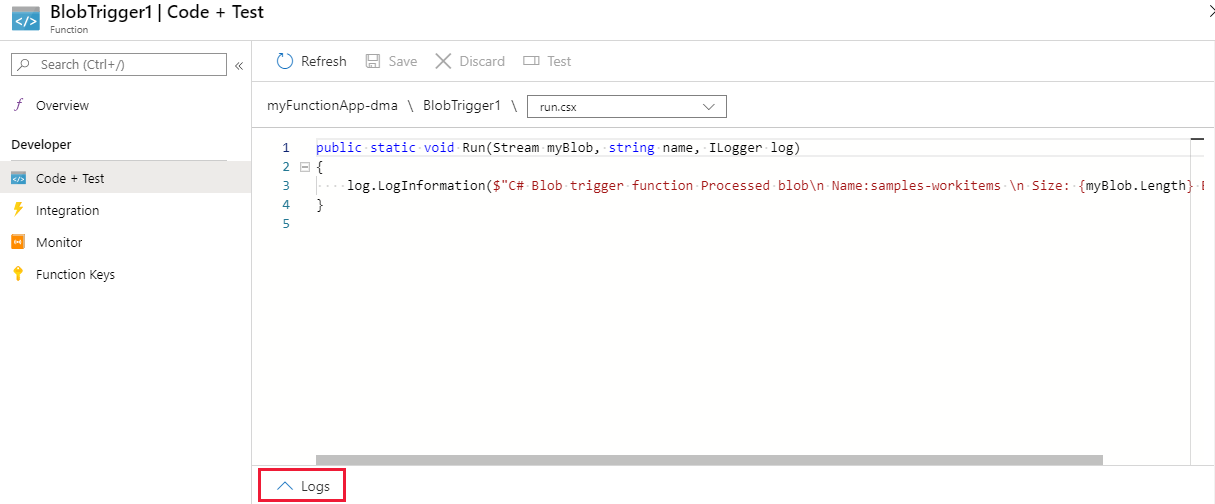 BlobTrigger1 | Code + Test
Function
Search (Ctrl+/)
«
Overview
Developer
Code + Test
Integration
Monitor
Function Keys
Refresh
Save
Discard
Test
myFunctionApp-dma \ BlobTrigger1 \ run.csx
1 public static void Run(Stream myBlob, string name, ILogger log)
2 {
3 log.LogInformation($"C# Blob trigger function Processed blob\n Name:samples-workitems \n Size: {myBlob.Length}
4 }
5
Logs